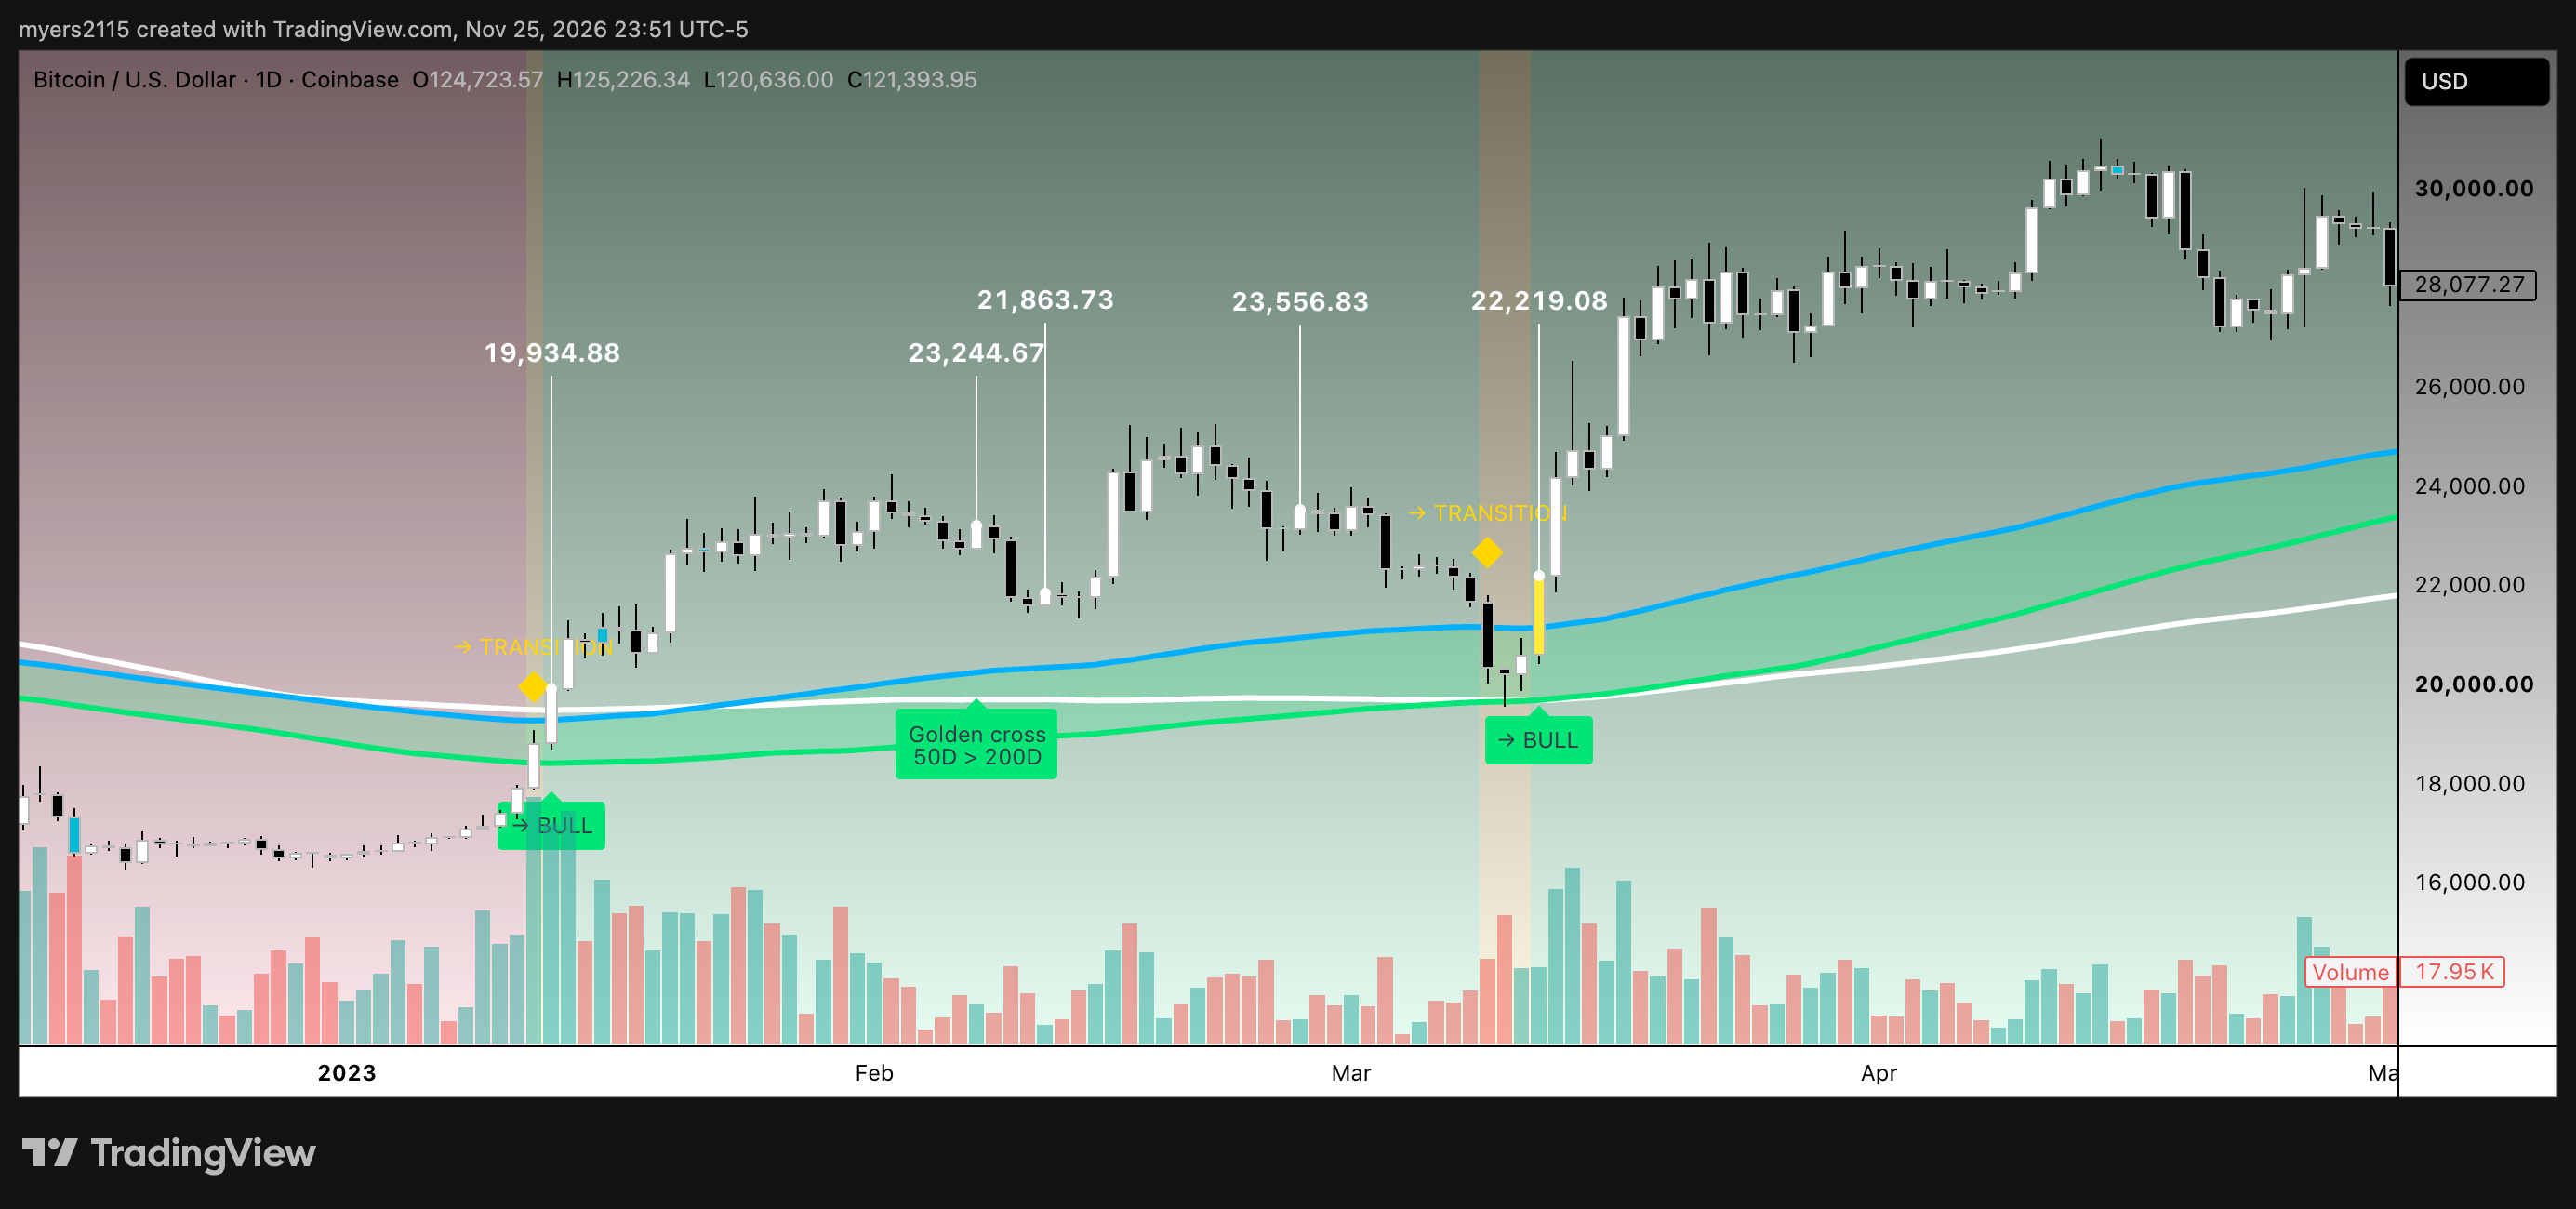 myers2115 created with TradingView.com, Nov 25, 2026 23:51 UTC-5
Bitcoin / U.S. Dollar · 1D · Coinbase O124,723.57 H125,226.34 L120,636.00 C121,393.95
USD
30,000.00
28,077.27
26,000.00
24,000.00
22,000.00
20,000.00
18,000.00
16,000.00
21,863.73
23,556.83
22,219.08
19,934.88
23,244.67
→ TRANSITION
→ TRANSITION
Golden cross
50D > 200D
→ BULL
→ BULL
Volume 17.95 K
2023 Feb Mar Apr Ma
TradingView